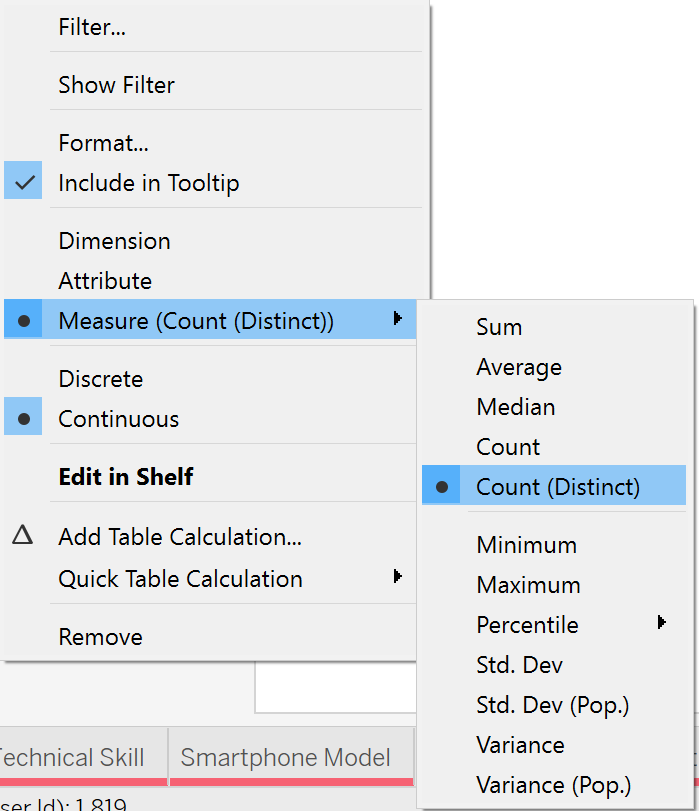 Filter...
Show Filter
Format...
Include in Tooltip
Dimension
Attribute
Measure (Count (Distinct))
Discrete
Continuous
Edit in Shelf
Add Table Calculation...
Quick Table Calculation
Remove
Sum
Average
Median
Count
Count (Distinct)
Minimum
Maximum
Percentile
Std. Dev
Std. Dev (Pop.)
Variance
Variance (Pop.)
Technical Skill
Smartphone Model
ser Id): 1,819